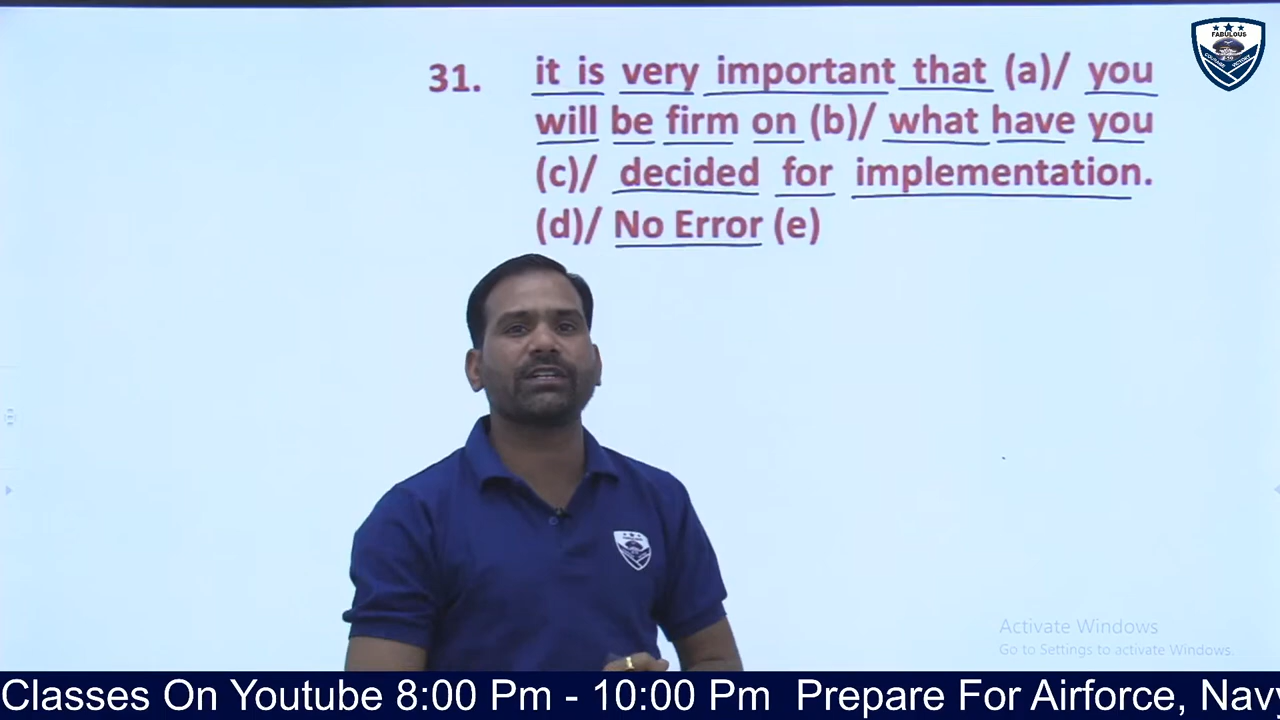 FABULOUS
31. it is very important that (a)/ you
will be firm on (b)/ what have you
(c)/ decided for implementation.
(d)/ No Error (e)
Activate Windows
Go to Settings to activate Windows.
Classes On Youtube 8:00 Pm - 10:00 Pm Prepare For Airforce, Navy